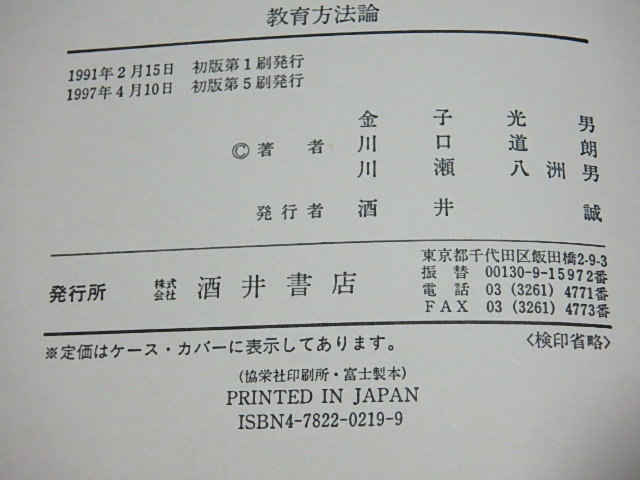 教育方法論
1991年2月15日 初版第1刷発行
1997年4月10日 初版第5刷発行
金子光男
©著者 川口道朗
川瀬八洲男
発行者 酒井誠
発行所 株式会社 酒井書店
東京都千代田区飯田橋2-9-3
振替 00130-9-15972番
電話 03 (3261) 4771番
FAX 03 (3261) 4773番
※定価はケース・カバーに表示してあります。 〈検印省略〉
(協栄社印刷所・富士製本)
PRINTED IN JAPAN
ISBN4-7822-0219-9